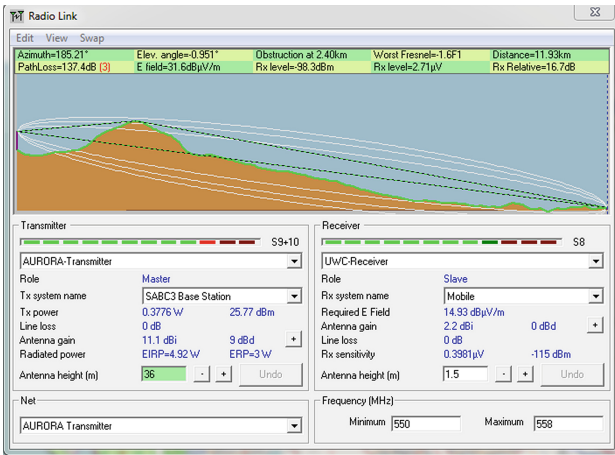 Radio Link
Edit View Swap
Azimuth=185.21° Elev. angle=-0.951° Obstruction at 2.40km Worst Fresnel=-1.6F1 Distance=11.93km
PathLoss=137.4dB (3) E field=31.6dBμV/m Rx level=-98.3dBm Rx level=2.71μV Rx Relative=16.7dB
Transmitter
S9+10
AURORA-Transmitter
Role Master
Tx system name SABC3 Base Station
Tx power 0.3776 W 25.77 dBm
Line loss 0 dB
Antenna gain 11.1 dBi 9 dBd +
Radiated power EIRP=4.92 W ERP=3 W
Antenna height (m) 36 - + Undo
Net
AURORA Transmitter
Receiver
S8
UWC-Receiver
Role Slave
Rx system name Mobile
Required E Field 14.93 dBμV/m
Antenna gain 2.2 dBi 0 dBd +
Line loss 0 dB
Rx sensitivity 0.3981μV -115 dBm
Antenna height (m) 1.5 - + Undo
Frequency (MHz)
Minimum 550 Maximum 558